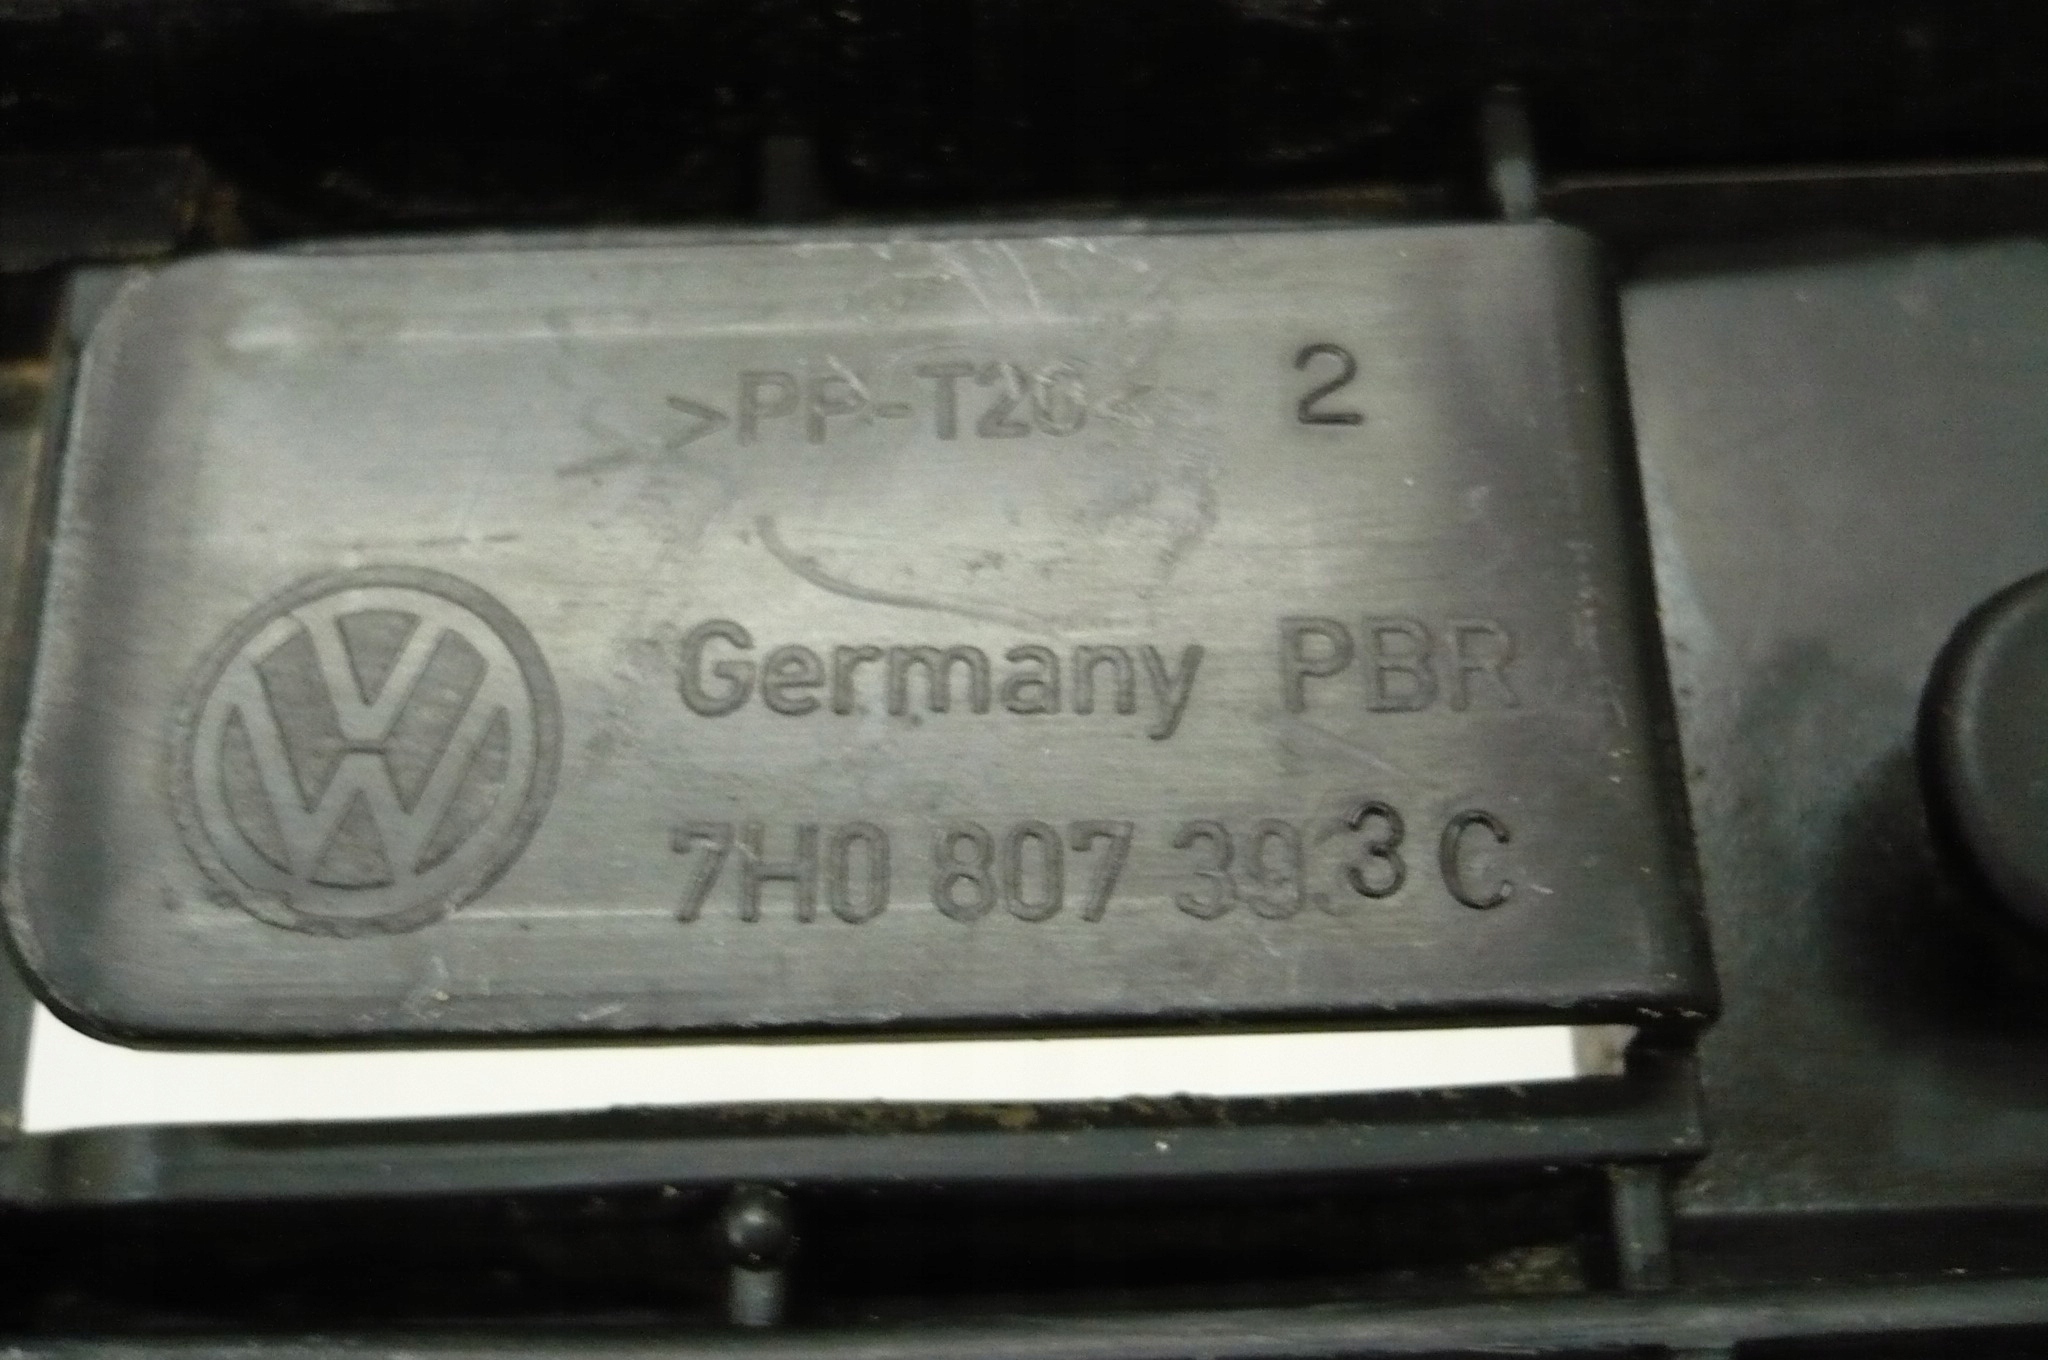 >PP-T20< 2
Germany PBR
7H0 807 393 C